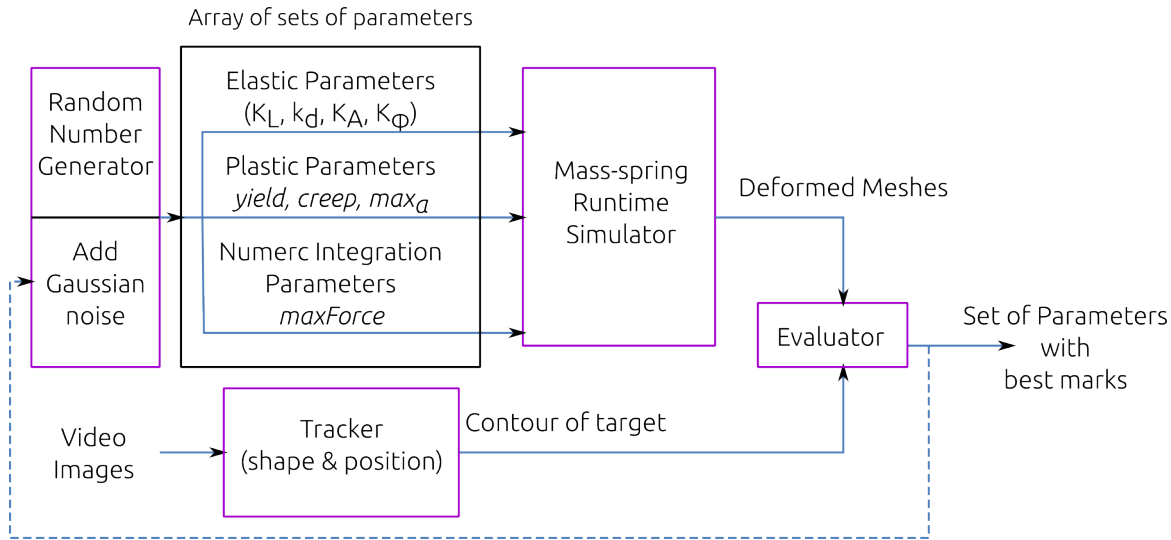 Array of sets of parameters
Random
Number
Generator
Add
Gaussian
noise
Elastic Parameters
(K_L, k_d, K_A, K_Φ)
Plastic Parameters
yield, creep, max_a
Numerc Integration
Parameters
maxForce
Mass-spring
Runtime
Simulator
Deformed Meshes
Evaluator
Set of Parameters
with
best marks
Video
Images
Tracker
(shape & position)
Contour of target